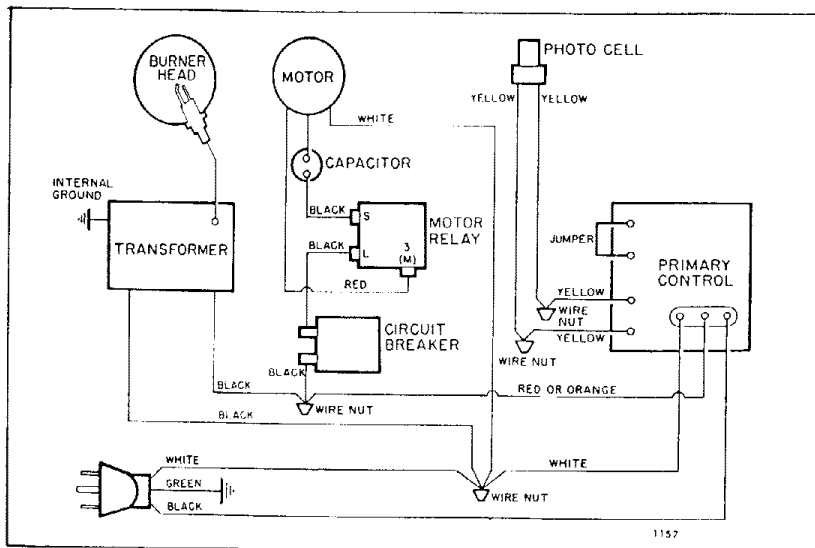 BURNER
HEAD
MOTOR
PHOTO CELL
YELLOW
YELLOW
WHITE
CAPACITOR
INTERNAL
GROUND
TRANSFORMER
BLACK
S
MOTOR
RELAY
BLACK
L
3
(M)
RED
JUMPER
PRIMARY
CONTROL
YELLOW
WIRE
NUT
YELLOW
WIRE NUT
CIRCUIT
BREAKER
BLACK
BLACK
RED OR ORANGE
WIRE NUT
BLACK
WHITE
WHITE
GREEN
WIRE NUT
BLACK
1157